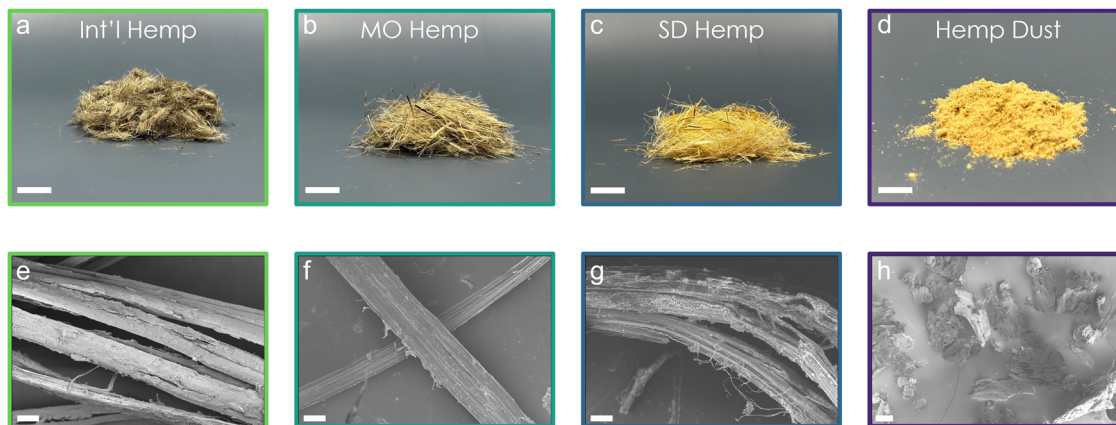 a Int'l Hemp
b MO Hemp
c SD Hemp
d Hemp Dust
e
f
g
h